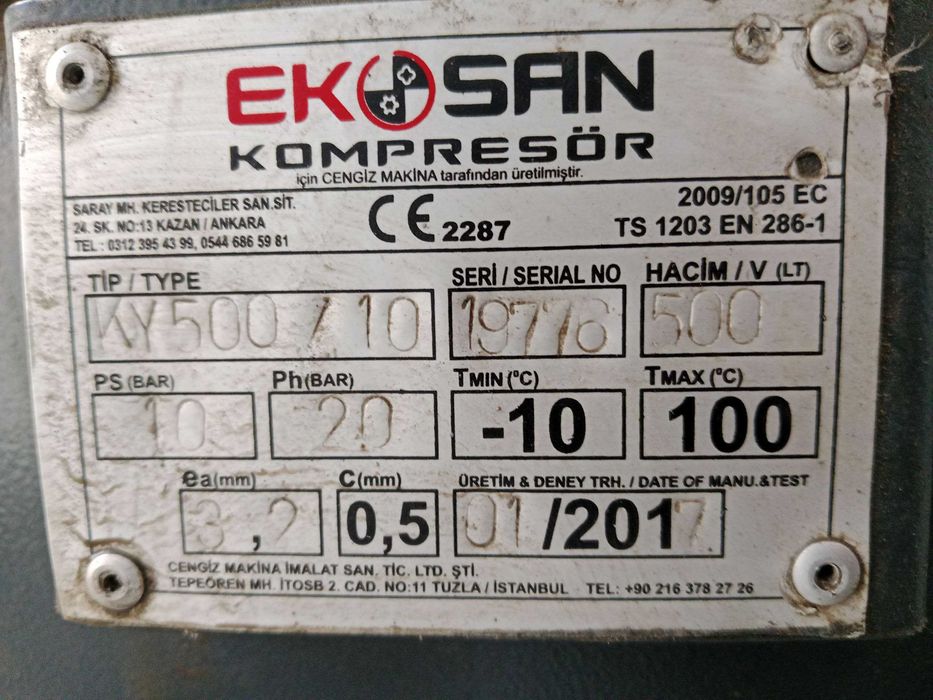 EKOSAN
KOMPRESÖR
için CENGİZ MAKİNA tarafından üretilmiştir.
SARAY MH. KERESTECİLER SAN.SİT.
24. SK. NO:13 KAZAN / ANKARA
TEL : 0312 395 43 99, 0544 686 59 81
CE 2287
2009/105 EC
TS 1203 EN 286-1
TİP / TYPE
KY500/10
SERİ / SERIAL NO
19776
HACİM / V (LT)
500
PS (BAR)
10
Ph(BAR)
20
TMIN (°C)
-10
TMAX (°C)
100
ea(mm)
3,2
C(mm)
0,5
ÜRETİM & DENEY TRH. / DATE OF MANU.&TEST
01/2017
CENGİZ MAKİNA İMALAT SAN. TİC. LTD. ŞTİ.
TEPEÖREN MH. İTOSB 2. CAD. NO:11 TUZLA / İSTANBUL - TEL: +90 216 378 27 26